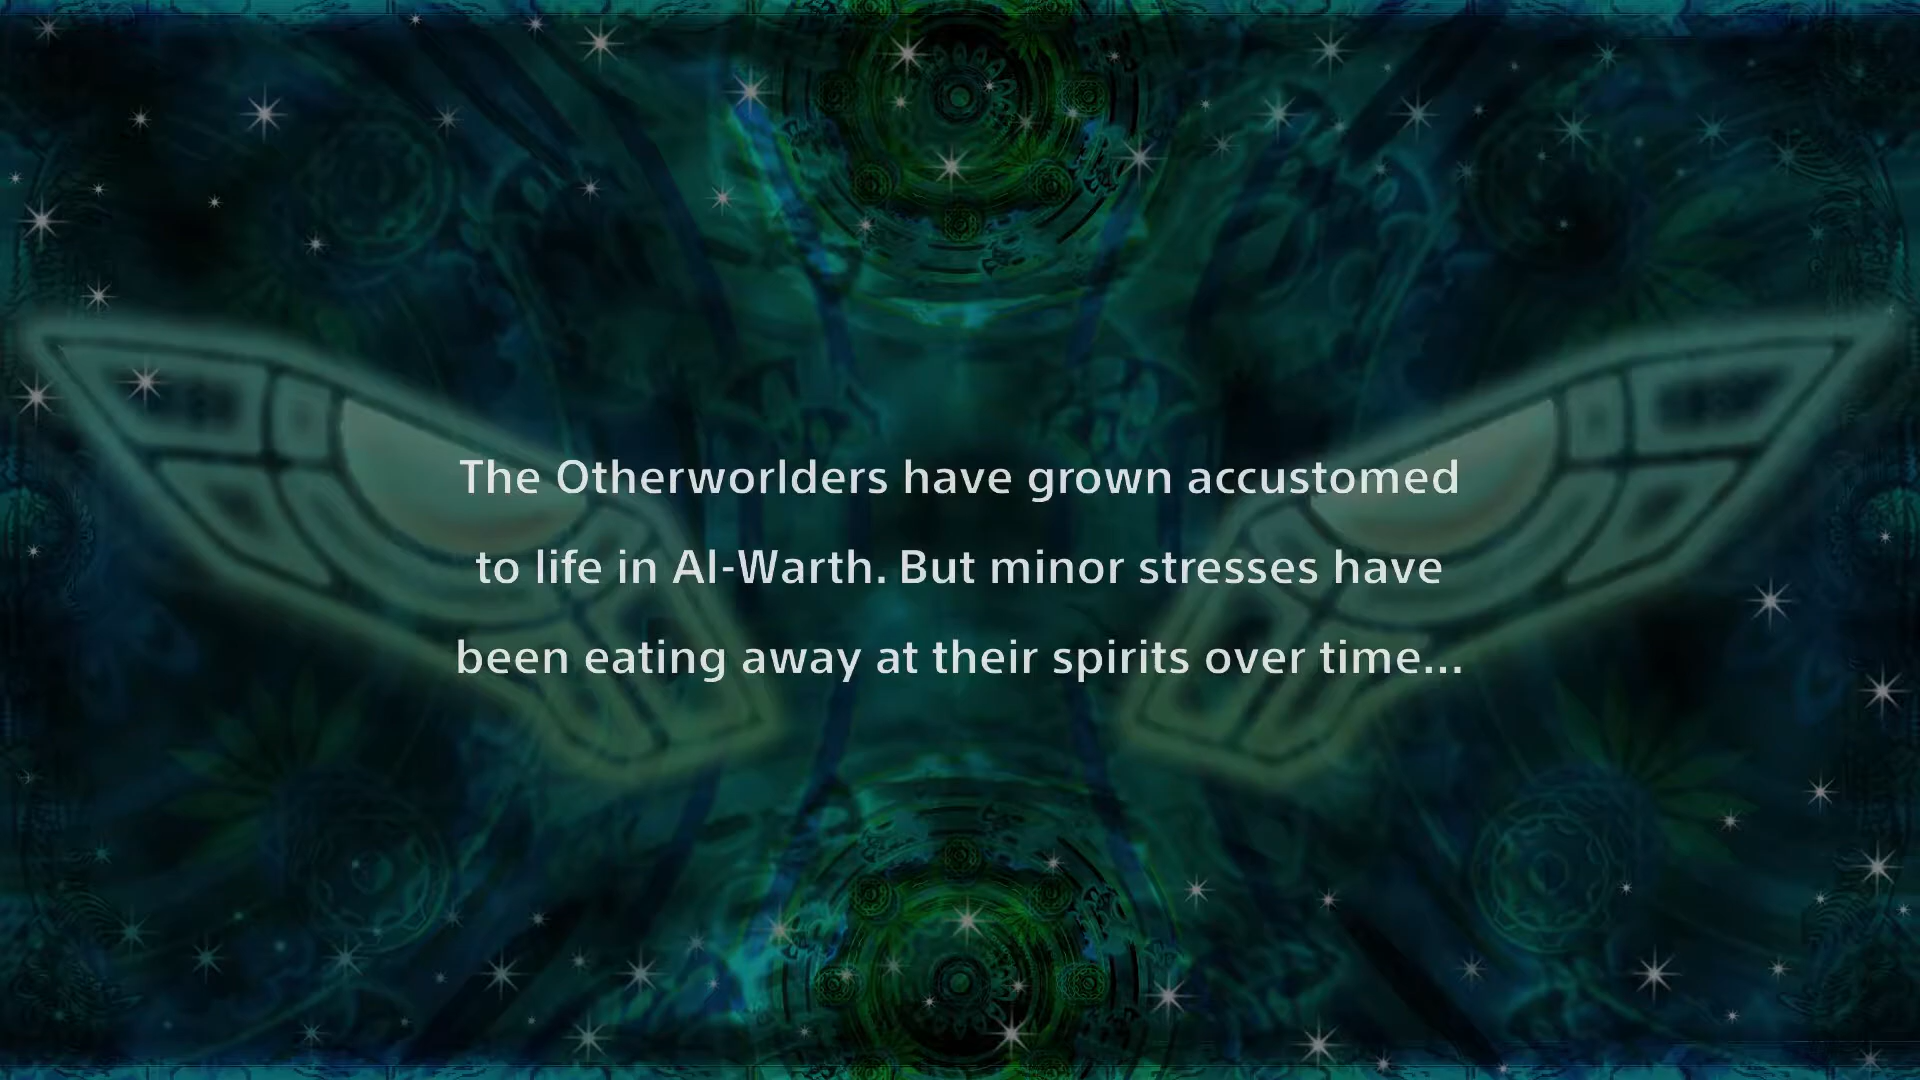 The Otherworlders have grown accustomed
to life in Al-Warth. But minor stresses have
been eating away at their spirits over time...